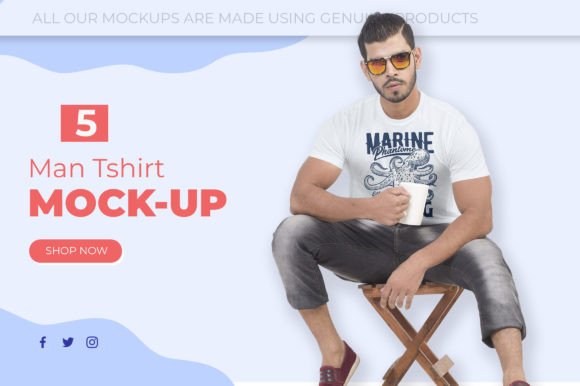 ALL OUR MOCKUPS ARE MADE USING GENUINE PRODUCTS
5
Man Tshirt
MOCK-UP
SHOP NOW
MARINE
Phantome